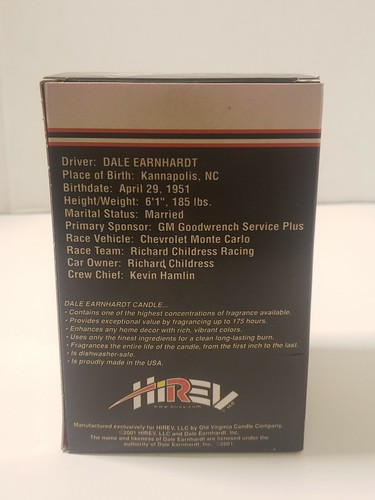 Driver: DALE EARNHARDT
Place of Birth: Kannapolis, NC
Birthdate: April 29, 1951
Height/Weight: 6'1", 185 lbs.
Marital Status: Married
Primary Sponsor: GM Goodwrench Service Plus
Race Vehicle: Chevrolet Monte Carlo
Race Team: Richard Childress Racing
Car Owner: Richard Childress
Crew Chief: Kevin Hamlin
DALE EARNHARDT CANDLE...
• Contains one of the highest concentrations of fragrance available.
• Provides exceptional value by fragrancing up to 175 hours.
• Enhances any home decor with rich, vibrant colors.
• Uses only the finest ingredients for a clean long-lasting burn.
• Fragrances the entire life of the candle, from the first inch to the last.
• Is dishwasher-safe.
• Is proudly made in the USA.
HiREV
www.hirev.com
Manufactured exclusively for HiREV, LLC by Old Virginia Candle Company.
©2001 HiREV, LLC and Dale Earnhardt, Inc.
The name and likeness of Dale Earnhardt are licensed under the
authority of Dale Earnhardt, Inc. ©2001.